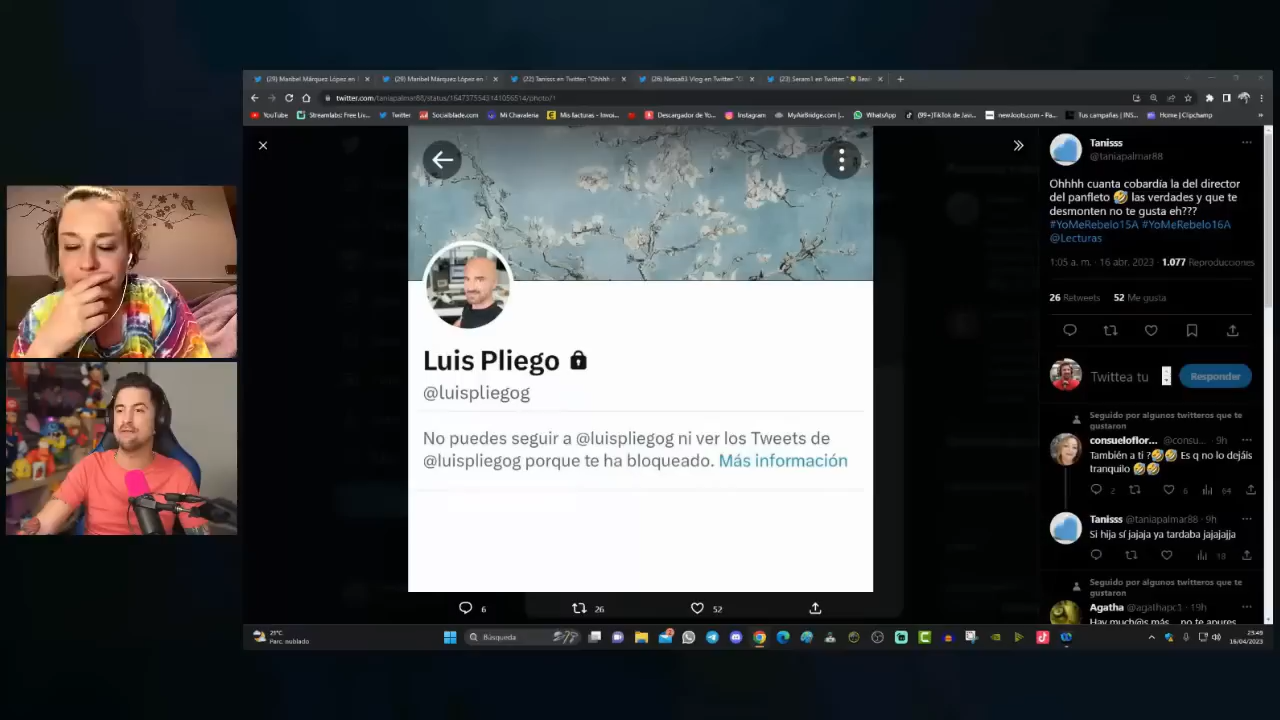 (29) Maribel Márquez López en
(29) Maribel Márquez López en
(22) Tanisss en Twitter: "Ohhhh
(26) Nessa83 Vlog en Twitter:
(23) Seram1 en Twitter:
twitter.com/taniapalmar88/status/1647375543141056514/photo/1
YouTube
Streamlabs: Free Liv...
Twitter
Socialblade.com
Mi Chavalería
Mis facturas - Invoi...
Descargador de Yo...
Instagram
MyAirBridge.com |...
WhatsApp
(99+)TikTok de Javi...
Tus campañas | INS...
Home | Clipchamp
Luis Pliego
@luispliegog
No puedes seguir a @luispliegog ni ver los Tweets de
@luispliegog porque te ha bloqueado. Más información
6
26
52
Tanisss
@taniapalmar88
Ohhhh cuanta cobardía la del director
del panfleto 🤣 las verdades y que te
desmonten no te gusta eh???
#YoMeRebelo15A #YoMeRebelo16A
@Lecturas
1:05 a. m. · 16 abr. 2023 1.077 Reproducciones
26 Retweets 52 Me gusta
Twittea tu
Responder
Seguido por algunos twitteros que te
gustaron
consueloflor... @consu... · 9h
También a ti ?🤣🤣 Es q no lo dejáis
tranquilo 🤣🤣
2 6 64
Tanisss @taniapalmar88 · 9h
Si hija sí jajaja ya tardaba jajajajja
18
Seguido por algunos twitteros que te
gustaron
Agatha @agathapc1 · 19h
Hay much@s más... no te apures
21°C
Parc. nublado
Búsqueda
23:49
16/04/2023